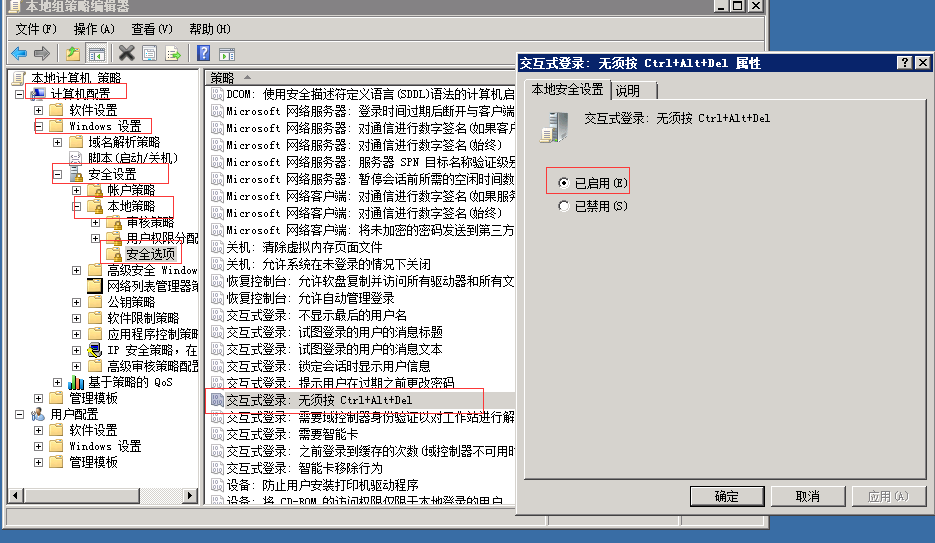 本地组策略编辑器
文件(F) 操作(A) 查看(V) 帮助(H)
本地计算机 策略
计算机配置
软件设置
Windows 设置
域名解析策略
脚本(启动/关机)
安全设置
帐户策略
本地策略
审核策略
用户权限分配
安全选项
高级安全 Window
网络列表管理器策
公钥策略
软件限制策略
应用程序控制策略
IP 安全策略，在
高级审核策略配置
基于策略的 QoS
管理模板
用户配置
软件设置
Windows 设置
管理模板
策略
DCOM: 使用安全描述符定义语言(SDDL)语法的计算机启
Microsoft 网络服务器: 登录时间过期后断开与客户端
Microsoft 网络服务器: 对通信进行数字签名(如果客户
Microsoft 网络服务器: 对通信进行数字签名(始终)
Microsoft 网络服务器: 服务器 SPN 目标名称验证级别
Microsoft 网络服务器: 暂停会话前所需的空闲时间数
Microsoft 网络客户端: 对通信进行数字签名(如果服务
Microsoft 网络客户端: 对通信进行数字签名(始终)
Microsoft 网络客户端: 将未加密的密码发送到第三方
关机: 清除虚拟内存页面文件
关机: 允许系统在未登录的情况下关闭
恢复控制台: 允许软盘复制并访问所有驱动器和所有文
恢复控制台: 允许自动管理登录
交互式登录: 不显示最后的用户名
交互式登录: 试图登录的用户的消息标题
交互式登录: 试图登录的用户的消息文本
交互式登录: 锁定会话时显示用户信息
交互式登录: 提示用户在过期之前更改密码
交互式登录: 无须按 Ctrl+Alt+Del
交互式登录: 需要域控制器身份验证以对工作站进行解
交互式登录: 需要智能卡
交互式登录: 之前登录到缓存的次数(域控制器不可用时
交互式登录: 智能卡移除行为
设备: 防止用户安装打印机驱动程序
设备: 将 CD-ROM 的访问权限仅限于本地登录的用户
交互式登录: 无须按 Ctrl+Alt+Del 属性
本地安全设置 说明
交互式登录: 无须按 Ctrl+Alt+Del
已启用(E)
已禁用(S)
确定 取消 应用(A)